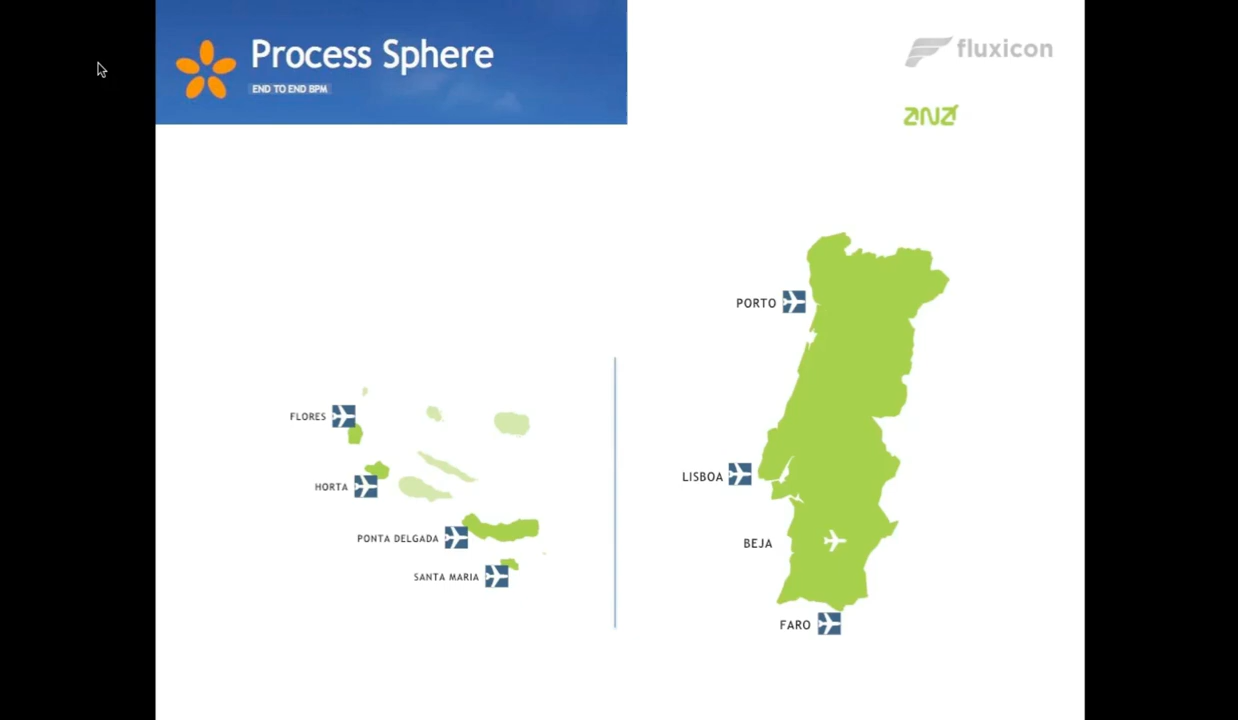 Process Sphere
END TO END BPM
fluxicon
ana
PORTO
FLORES
HORTA
LISBOA
PONTA DELGADA
BEJA
SANTA MARIA
FARO